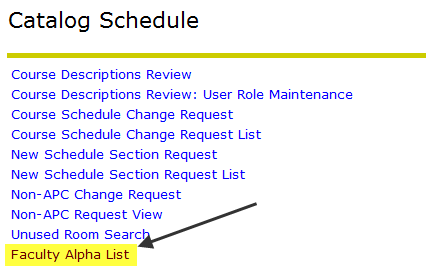 Catalog Schedule
Course Descriptions Review
Course Descriptions Review: User Role Maintenance
Course Schedule Change Request
Course Schedule Change Request List
New Schedule Section Request
New Schedule Section Request List
Non-APC Change Request
Non-APC Request View
Unused Room Search
Faculty Alpha List